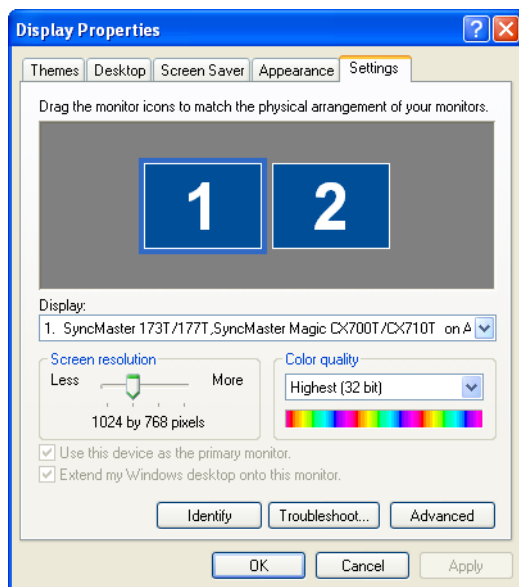 Display Properties
Themes Desktop Screen Saver Appearance Settings
Drag the monitor icons to match the physical arrangement of your monitors.
1 2
Display:
1. SyncMaster 173T/177T,SyncMaster Magic CX700T/CX710T on A
Screen resolution Color quality
Less More Highest (32 bit)
1024 by 768 pixels
Use this device as the primary monitor.
Extend my Windows desktop onto this monitor.
Identify Troubleshoot... Advanced
OK Cancel Apply